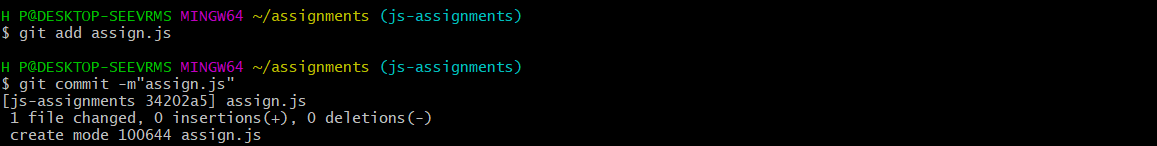 H P@DESKTOP-SEEVRMS MINGW64 ~/assignments (js-assignments)
$ git add assign.js
H P@DESKTOP-SEEVRMS MINGW64 ~/assignments (js-assignments)
$ git commit -m"assign.js"
[js-assignments 34202a5] assign.js
 1 file changed, 0 insertions(+), 0 deletions(-)
 create mode 100644 assign.js